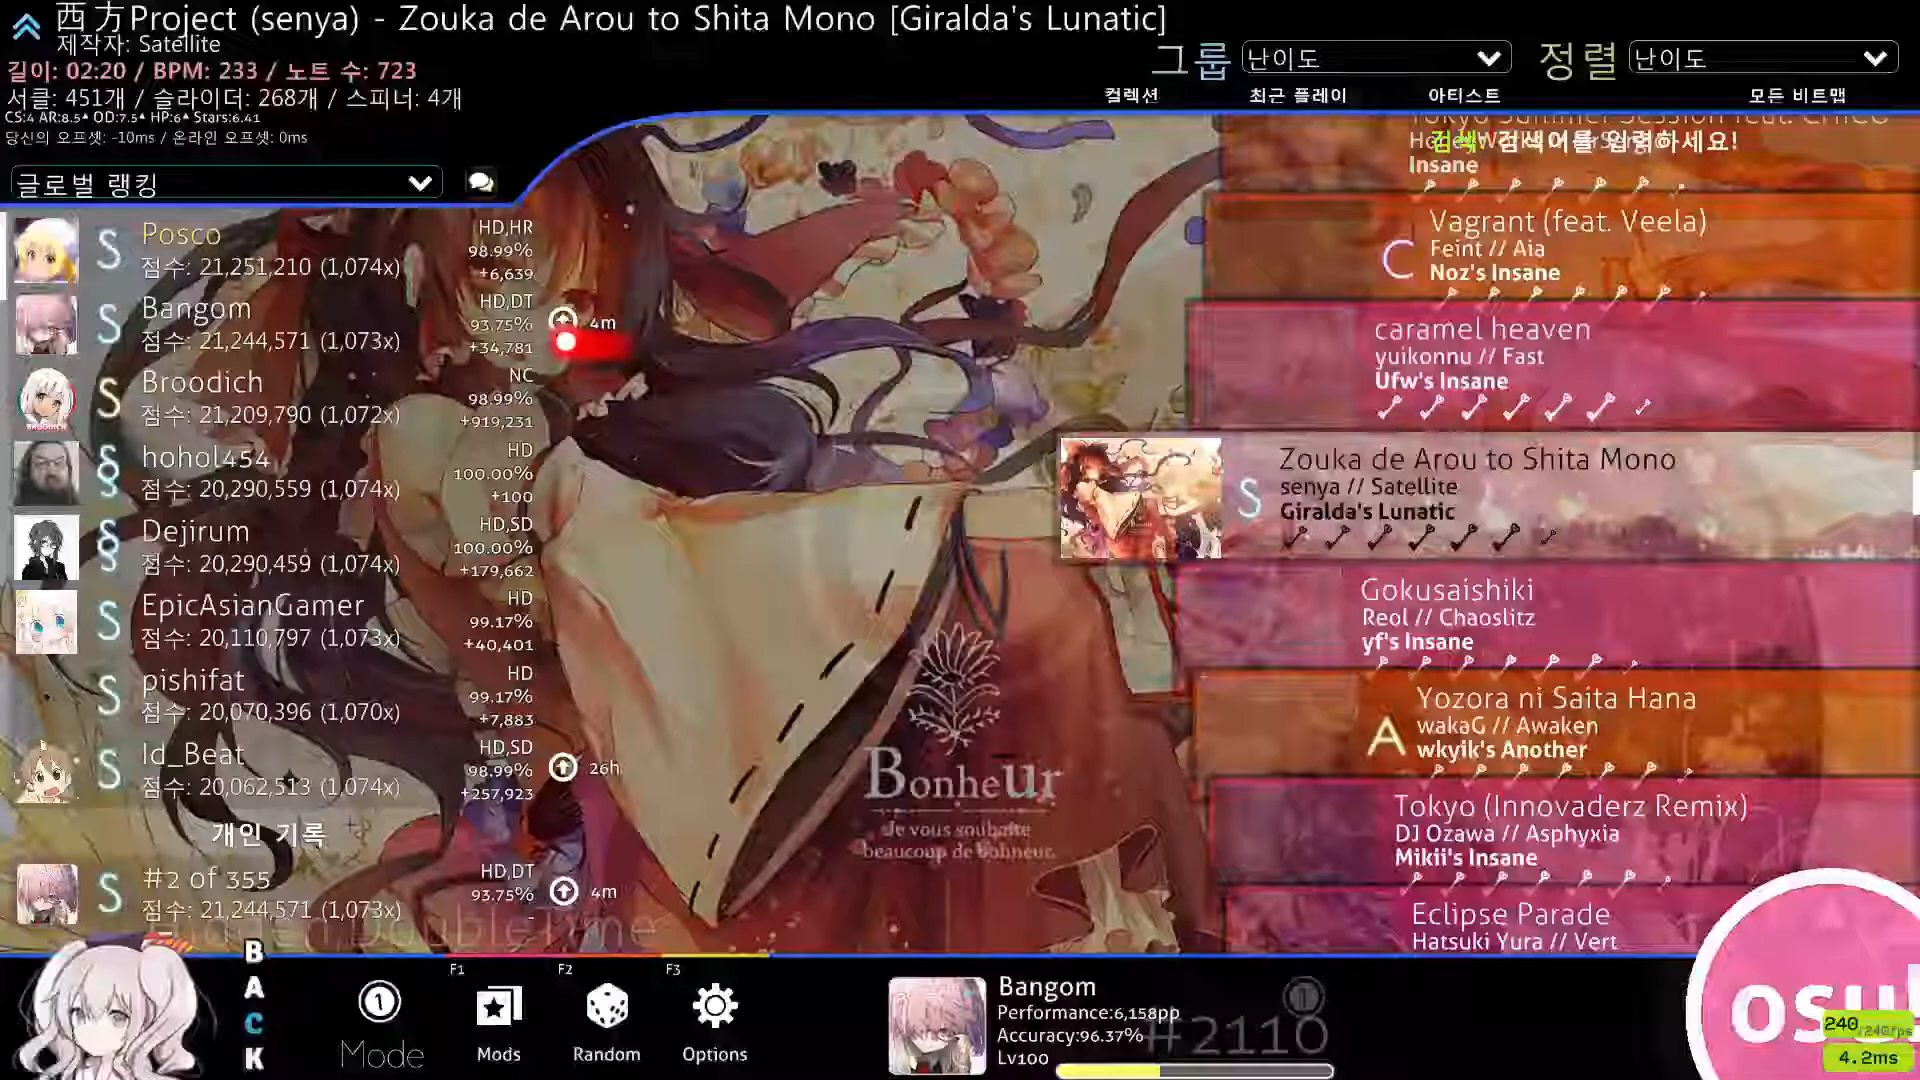 西方Project (senya) - Zouka de Arou to Shita Mono [Giralda's Lunatic]
제작자: Satellite
길이: 02:20 / BPM: 233 / 노트 수: 723
서클: 451개 / 슬라이더: 268개 / 스피너: 4개
CS:4 AR:8.5▲ OD:7.5▲ HP:6▲ Stars:6.41
당신의 오프셋: -10ms / 온라인 오프셋: 0ms
그룹 난이도
정렬 난이도
컬렉션 최근 플레이 아티스트 모든 비트맵
글로벌 랭킹
검색: 검색어를 입력하세요!
Insane
Posco HD,HR
98.99%
점수: 21,251,210 (1,074x) +6,639
Bangom HD,DT
93.75% 4m
점수: 21,244,571 (1,073x) +34,781
Broodich NC
98.99%
점수: 21,209,790 (1,072x) +919,231
hohol454 HD
100.00%
점수: 20,290,559 (1,074x) +100
Dejirum HD,SD
100.00%
점수: 20,290,459 (1,074x) +179,662
EpicAsianGamer HD
99.17%
점수: 20,110,797 (1,073x) +40,401
pishifat HD
99.17%
점수: 20,070,396 (1,070x) +7,883
Id_Beat HD,SD
98.99% 26h
점수: 20,062,513 (1,074x) +257,923
개인 기록
#2 of 355 HD,DT
93.75% 4m
점수: 21,244,571 (1,073x) -
Vagrant (feat. Veela)
C Feint // Aia
Noz's Insane
caramel heaven
yuikonnu // Fast
Ufw's Insane
Zouka de Arou to Shita Mono
S senya // Satellite
Giralda's Lunatic
Gokusaishiki
Reol // Chaoslitz
yf's Insane
Yozora ni Saita Hana
A wakaG // Awaken
wkyik's Another
Tokyo (Innovaderz Remix)
DJ Ozawa // Asphyxia
Mikii's Insane
Eclipse Parade
Hatsuki Yura // Vert
Bonheur
Je vous souhaite
beaucoup de bonheur.
BACK
Mode
F1 Mods
F2 Random
F3 Options
Bangom
Performance:6,158pp
Accuracy:96.37%
Lv100
#2110
osu!
240 /240fps
4.2ms